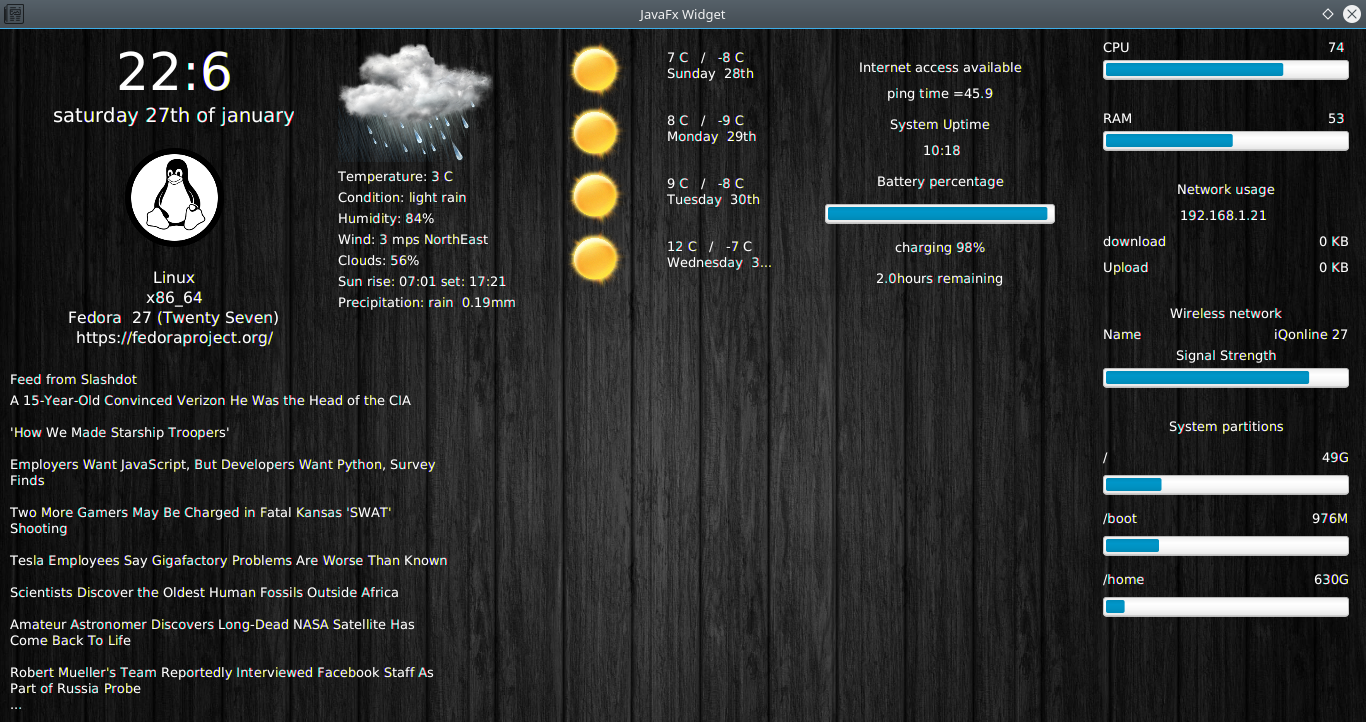 JavaFx Widget
22:6
saturday 27th of january
Linux
x86_64
Fedora 27 (Twenty Seven)
https://fedoraproject.org/
Temperature: 3 C
Condition: light rain
Humidity: 84%
Wind: 3 mps NorthEast
Clouds: 56%
Sun rise: 07:01 set: 17:21
Precipitation: rain 0.19mm
7 C / -8 C
Sunday 28th
8 C / -9 C
Monday 29th
9 C / -8 C
Tuesday 30th
12 C / -7 C
Wednesday 3...
Internet access available
ping time =45.9
System Uptime
10:18
Battery percentage
charging 98%
2.0hours remaining
CPU 74
RAM 53
Network usage
192.168.1.21
download 0 KB
Upload 0 KB
Wireless network
Name iQonline 27
Signal Strength
System partitions
/ 49G
/boot 976M
/home 630G
Feed from Slashdot
A 15-Year-Old Convinced Verizon He Was the Head of the CIA
'How We Made Starship Troopers'
Employers Want JavaScript, But Developers Want Python, Survey
Finds
Two More Gamers May Be Charged in Fatal Kansas 'SWAT'
Shooting
Tesla Employees Say Gigafactory Problems Are Worse Than Known
Scientists Discover the Oldest Human Fossils Outside Africa
Amateur Astronomer Discovers Long-Dead NASA Satellite Has
Come Back To Life
Robert Mueller's Team Reportedly Interviewed Facebook Staff As
Part of Russia Probe
...